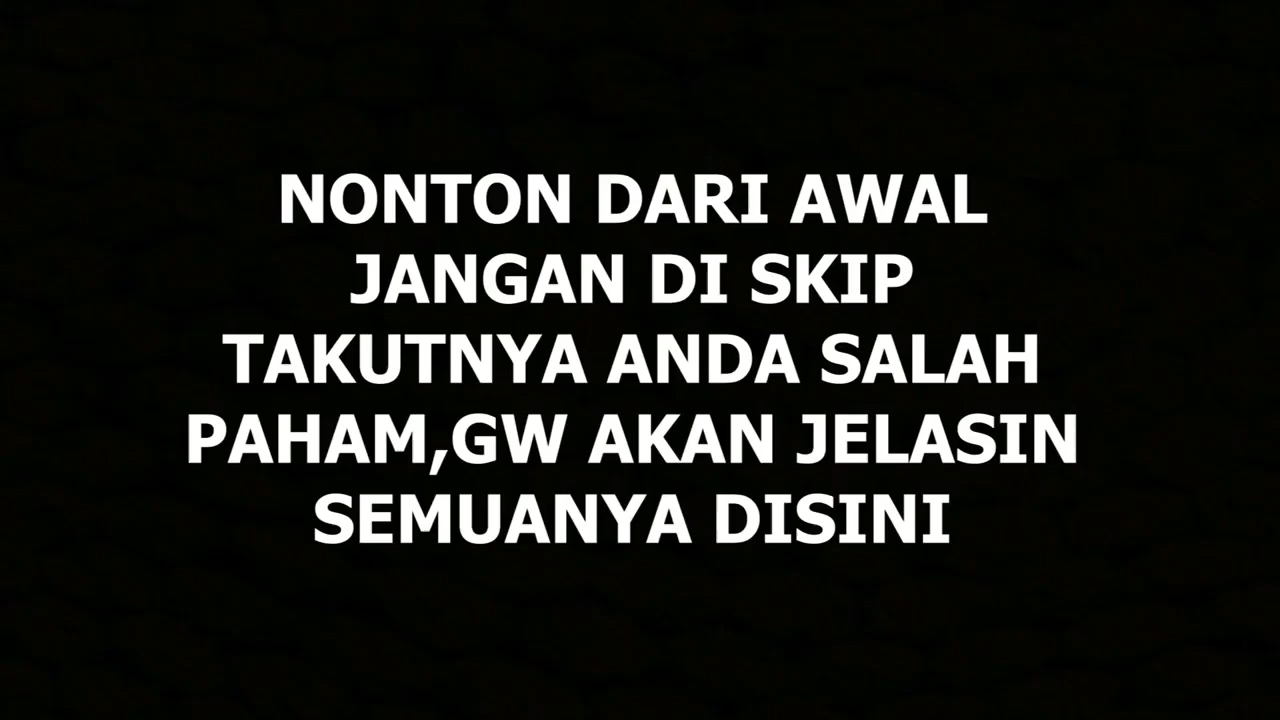 NONTON DARI AWAL
JANGAN DI SKIP
TAKUTNYA ANDA SALAH
PAHAM,GW AKAN JELASIN
SEMUANYA DISINI